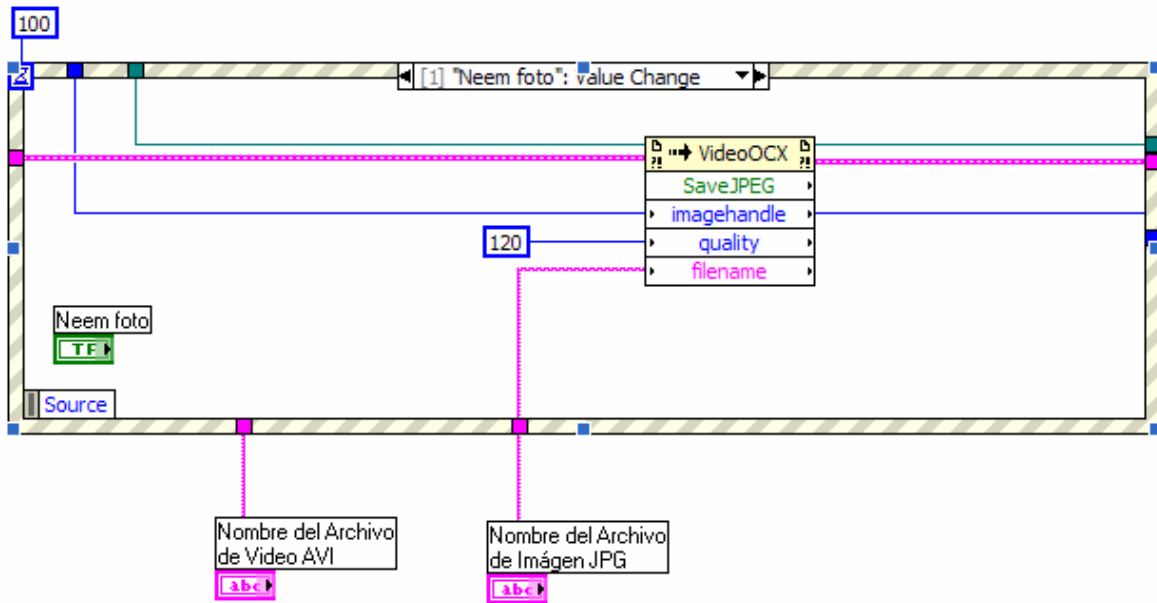 100
[1] "Neem foto": Value Change
VideoOCX
SaveJPEG
imagehandle
120
quality
filename
Neem foto
TF
Source
Nombre del Archivo
de Video AVI
abc
Nombre del Archivo
de Imágen JPG
abc